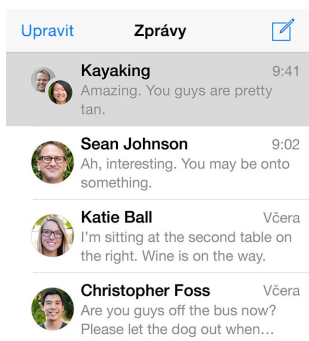 Upravit Zprávy
Kayaking 9:41
Amazing. You guys are pretty
tan.
Sean Johnson 9:02
Ah, interesting. You may be onto
something.
Katie Ball Včera
I'm sitting at the second table on
the right. Wine is on the way.
Christopher Foss Včera
Are you guys off the bus now?
Please let the dog out when…